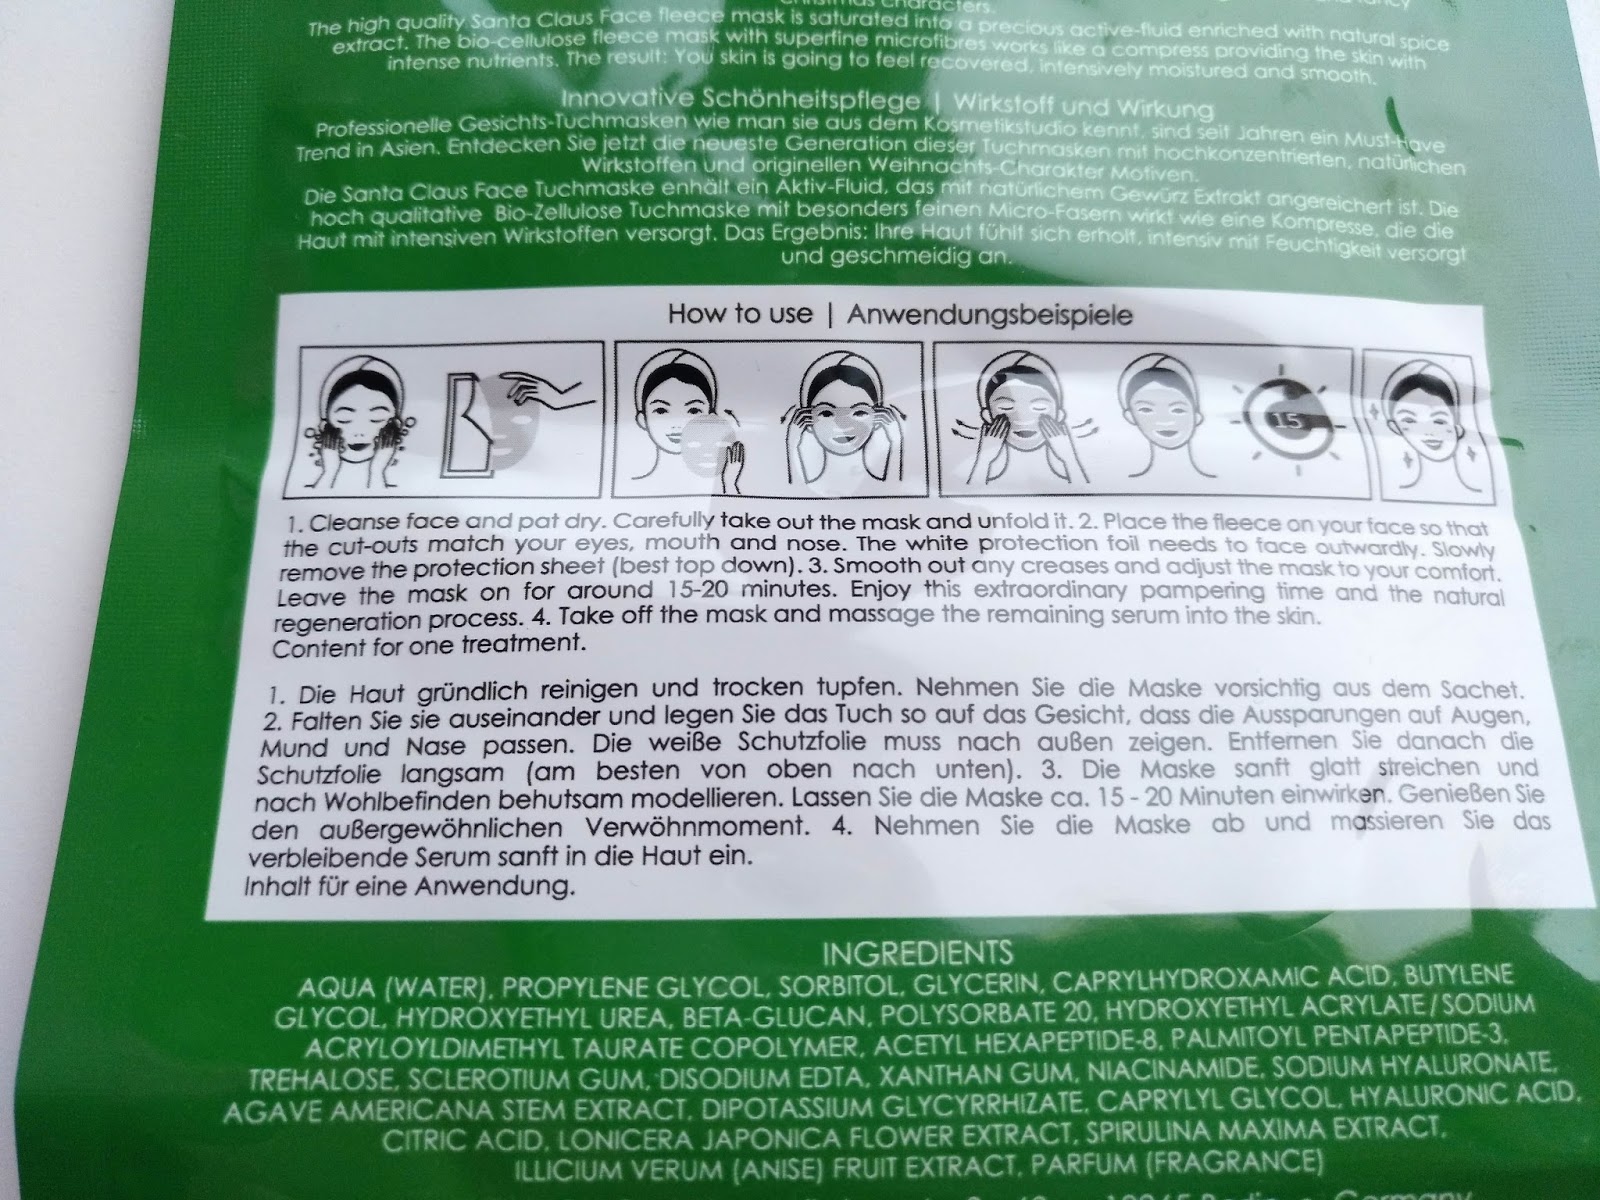 characters.
The high quality Santa Claus Face fleece mask is saturated into a precious active-fluid enriched with natural spice
extract. The bio-cellulose fleece mask with superfine microfibres works like a compress providing the skin with
intense nutrients. The result: You skin is going to feel recovered, intensively moistured and smooth.
Innovative Schönheitspflege | Wirkstoff und Wirkung
Professionelle Gesichts-Tuchmasken wie man sie aus dem Kosmetikstudio kennt, sind seit Jahren ein Must-Have
Trend in Asien. Entdecken Sie jetzt die neueste Generation dieser Tuchmasken mit hochkonzentrierten, natürlichen
Wirkstoffen und originellen Weihnachts-Charakter Motiven.
Die Santa Claus Face Tuchmaske enhält ein Aktiv-Fluid, das mit natürlichem Gewürz Extrakt angereichert ist. Die
hoch qualitative Bio-Zellulose Tuchmaske mit besonders feinen Micro-Fasern wirkt wie eine Kompresse, die die
Haut mit intensiven Wirkstoffen versorgt. Das Ergebnis: Ihre Haut fühlt sich erholt, intensiv mit Feuchtigkeit versorgt
und geschmeidig an.
How to use | Anwendungsbeispiele
15
1. Cleanse face and pat dry. Carefully take out the mask and unfold it. 2. Place the fleece on your face so that
the cut-outs match your eyes, mouth and nose. The white protection foil needs to face outwardly. Slowly
remove the protection sheet (best top down). 3. Smooth out any creases and adjust the mask to your comfort.
Leave the mask on for around 15-20 minutes. Enjoy this extraordinary pampering time and the natural
regeneration process. 4. Take off the mask and massage the remaining serum into the skin.
Content for one treatment.
1. Die Haut gründlich reinigen und trocken tupfen. Nehmen Sie die Maske vorsichtig aus dem Sachet.
2. Falten Sie sie auseinander und legen Sie das Tuch so auf das Gesicht, dass die Aussparungen auf Augen,
Mund und Nase passen. Die weiße Schutzfolie muss nach außen zeigen. Entfernen Sie danach die
Schutzfolie langsam (am besten von oben nach unten). 3. Die Maske sanft glatt streichen und
nach Wohlbefinden behutsam modellieren. Lassen Sie die Maske ca. 15 - 20 Minuten einwirken. Genießen Sie
den außergewöhnlichen Verwöhnmoment. 4. Nehmen Sie die Maske ab und massieren Sie das
verbleibende Serum sanft in die Haut ein.
Inhalt für eine Anwendung.
INGREDIENTS
AQUA (WATER), PROPYLENE GLYCOL, SORBITOL, GLYCERIN, CAPRYLHYDROXAMIC ACID, BUTYLENE
GLYCOL, HYDROXYETHYL UREA, BETA-GLUCAN, POLYSORBATE 20, HYDROXYETHYL ACRYLATE/SODIUM
ACRYLOYLDIMETHYL TAURATE COPOLYMER, ACETYL HEXAPEPTIDE-8, PALMITOYL PENTAPEPTIDE-3,
TREHALOSE, SCLEROTIUM GUM, DISODIUM EDTA, XANTHAN GUM, NIACINAMIDE, SODIUM HYALURONATE,
AGAVE AMERICANA STEM EXTRACT, DIPOTASSIUM GLYCYRRHIZATE, CAPRYLYL GLYCOL, HYALURONIC ACID,
CITRIC ACID, LONICERA JAPONICA FLOWER EXTRACT, SPIRULINA MAXIMA EXTRACT,
ILLICIUM VERUM (ANISE) FRUIT EXTRACT, PARFUM (FRAGRANCE)